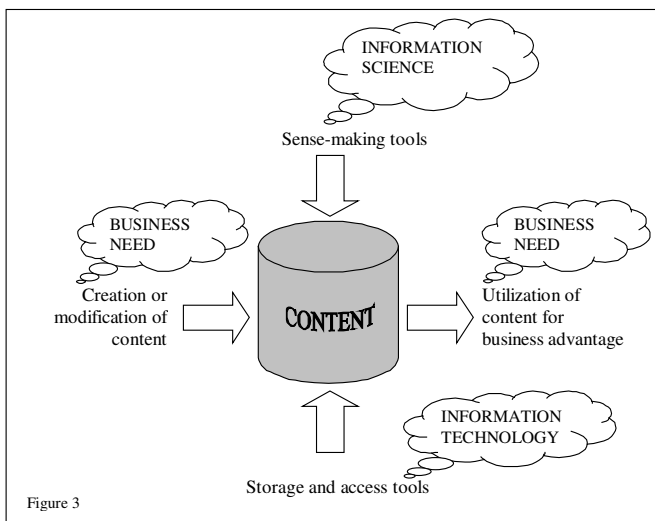 INFORMATION
SCIENCE
Sense-making tools
BUSINESS
NEED
Creation or
modification of
content
CONTENT
BUSINESS
NEED
Utilization of
content for
business advantage
INFORMATION
TECHNOLOGY
Storage and access tools
Figure 3